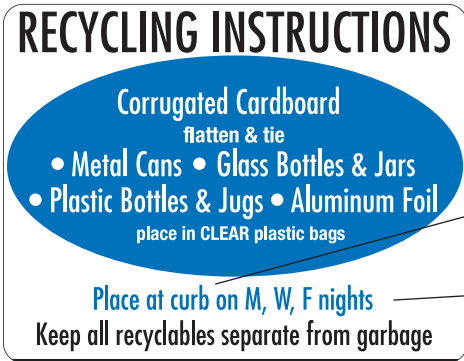 RECYCLING INSTRUCTIONS
Corrugated Cardboard
flatten & tie
• Metal Cans • Glass Bottles & Jars
• Plastic Bottles & Jugs • Aluminum Foil
place in CLEAR plastic bags
Place at curb on M, W, F nights
Keep all recyclables separate from garbage